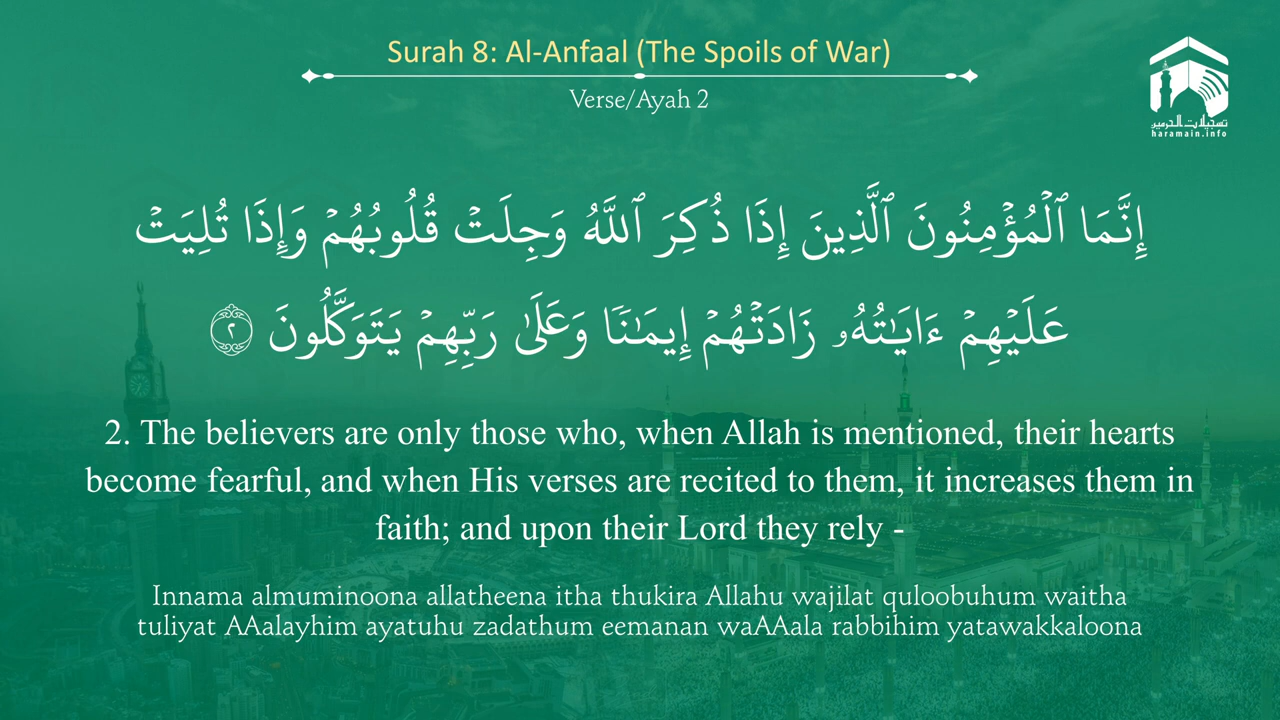 Surah 8: Al-Anfaal (The Spoils of War)
Verse/Ayah 2
تسجيلات الحرمين
haramain.info
إِنَّمَا ٱلْمُؤْمِنُونَ ٱلَّذِينَ إِذَا ذُكِرَ ٱللَّهُ وَجِلَتْ قُلُوبُهُمْ وَإِذَا تُلِيَتْ
عَلَيْهِمْ ءَايَـٰتُهُۥ زَادَتْهُمْ إِيمَـٰنًا وَعَلَىٰ رَبِّهِمْ يَتَوَكَّلُونَ ٢
2. The believers are only those who, when Allah is mentioned, their hearts
become fearful, and when His verses are recited to them, it increases them in
faith; and upon their Lord they rely -
Innama almuminoona allatheena itha thukira Allahu wajilat quloobuhum waitha
tuliyat AAalayhim ayatuhu zadathum eemanan waAAala rabbihim yatawakkaloona